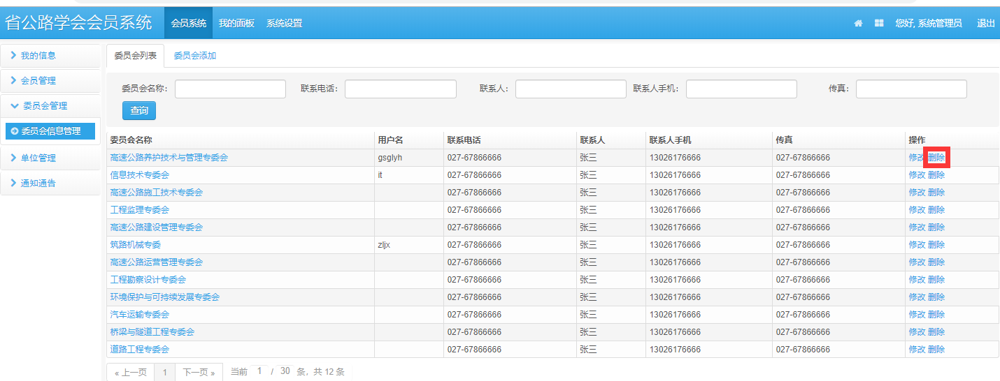 省公路学会会员系统 会员系统 我的面板 系统设置 您好, 系统管理员 退出
我的信息
会员管理
委员会管理
委员会信息管理
单位管理
通知通告
委员会列表 委员会添加
委员会名称: 联系电话: 联系人: 联系人手机: 传真:
查询
委员会名称 用户名 联系电话 联系人 联系人手机 传真 操作
高速公路养护技术与管理专委会 gsglyh 027-67866666 张三 13026176666 027-67866666 修改 删除
信息技术专委会 it 027-67866666 张三 13026176666 027-67866666 修改 删除
高速公路施工技术专委会 027-67866666 张三 13026176666 027-67866666 修改 删除
工程监理专委会 027-67866666 张三 13026176666 027-67866666 修改 删除
高速公路建设管理专委会 027-67866666 张三 13026176666 027-67866666 修改 删除
筑路机械专委 zljx 027-67866666 张三 13026176666 027-67866666 修改 删除
高速公路运营管理专委会 027-67866666 张三 13026176666 027-67866666 修改 删除
工程勘察设计专委会 027-67866666 张三 13026176666 027-67866666 修改 删除
环境保护与可持续发展专委会 027-67866666 张三 13026176666 027-67866666 修改 删除
汽车运输专委会 027-67866666 张三 13026176666 027-67866666 修改 删除
桥梁与隧道工程专委会 027-67866666 张三 13026176666 027-67866666 修改 删除
道路工程专委会 027-67866666 张三 13026176666 027-67866666 修改 删除
« 上一页 1 下一页 » 当前 1 / 30 条，共 12 条